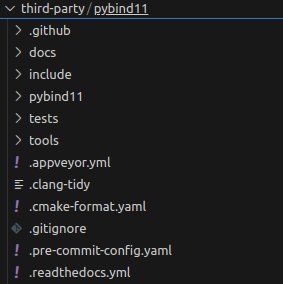 third-party / pybind11
.github
docs
include
pybind11
tests
tools
.appveyor.yml
.clang-tidy
.cmake-format.yaml
.gitignore
.pre-commit-config.yaml
.readthedocs.yml